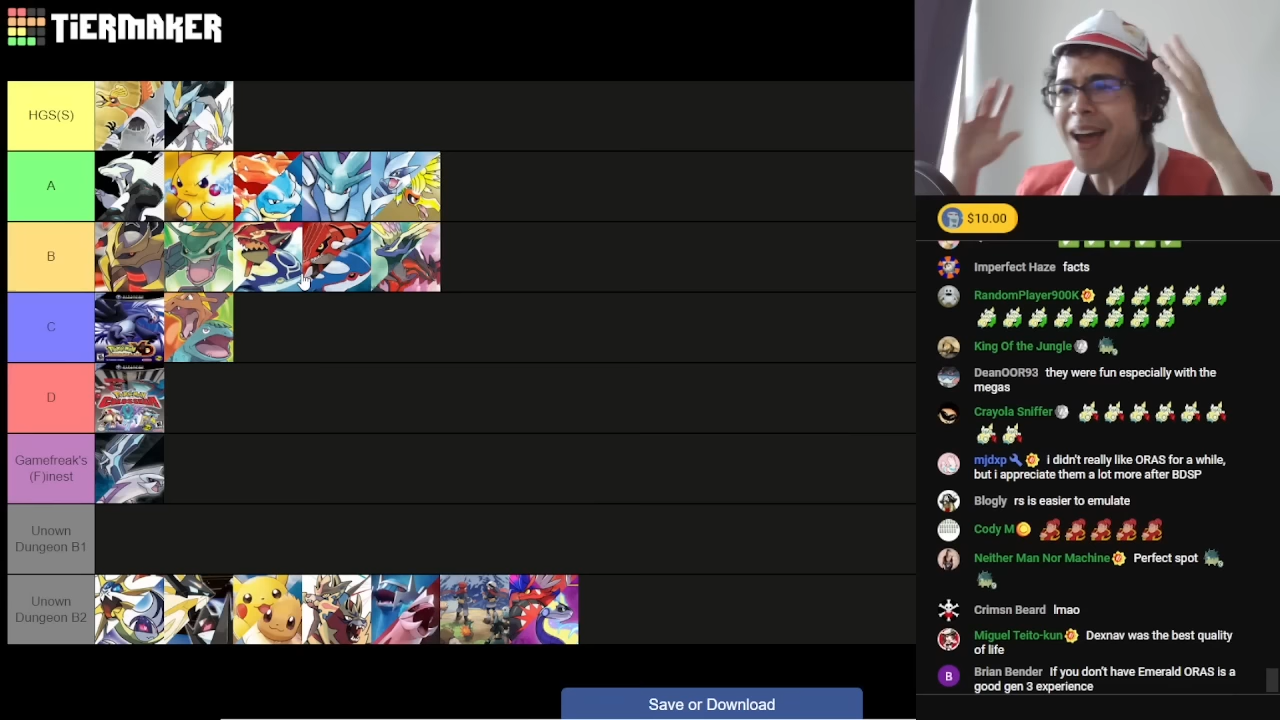 TiERMAKER
HGS(S)
A
B
C
D
Gamefreak's
(F)inest
Unown
Dungeon B1
Unown
Dungeon B2
Save or Download
$10.00
Imperfect Haze facts
RandomPlayer900K
King Of the Jungle
DeanOOR93 they were fun especially with the
megas
Crayola Sniffer
mjdxp i didn't really like ORAS for a while,
but i appreciate them a lot more after BDSP
Blogly rs is easier to emulate
Cody M
Neither Man Nor Machine Perfect spot
Crimsn Beard lmao
Miguel Teito-kun Dexnav was the best quality
of life
B
Brian Bender If you don't have Emerald ORAS is a
good gen 3 experience